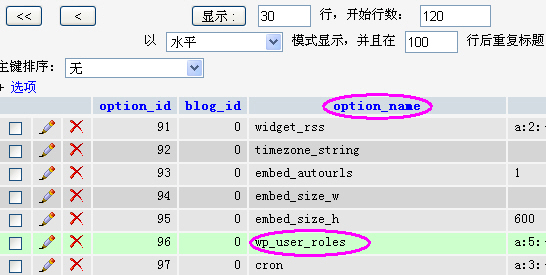 << < 显示 : 30 行，开始行数: 120
以 水平 模式显示，并且在 100 行后重复标题
主键排序: 无
+ 选项
option_id blog_id option_name
91 0 widget_rss a:2:
92 0 timezone_string
93 0 embed_autourls 1
94 0 embed_size_w
95 0 embed_size_h 600
96 0 wp_user_roles a:5:
97 0 cron a:3: